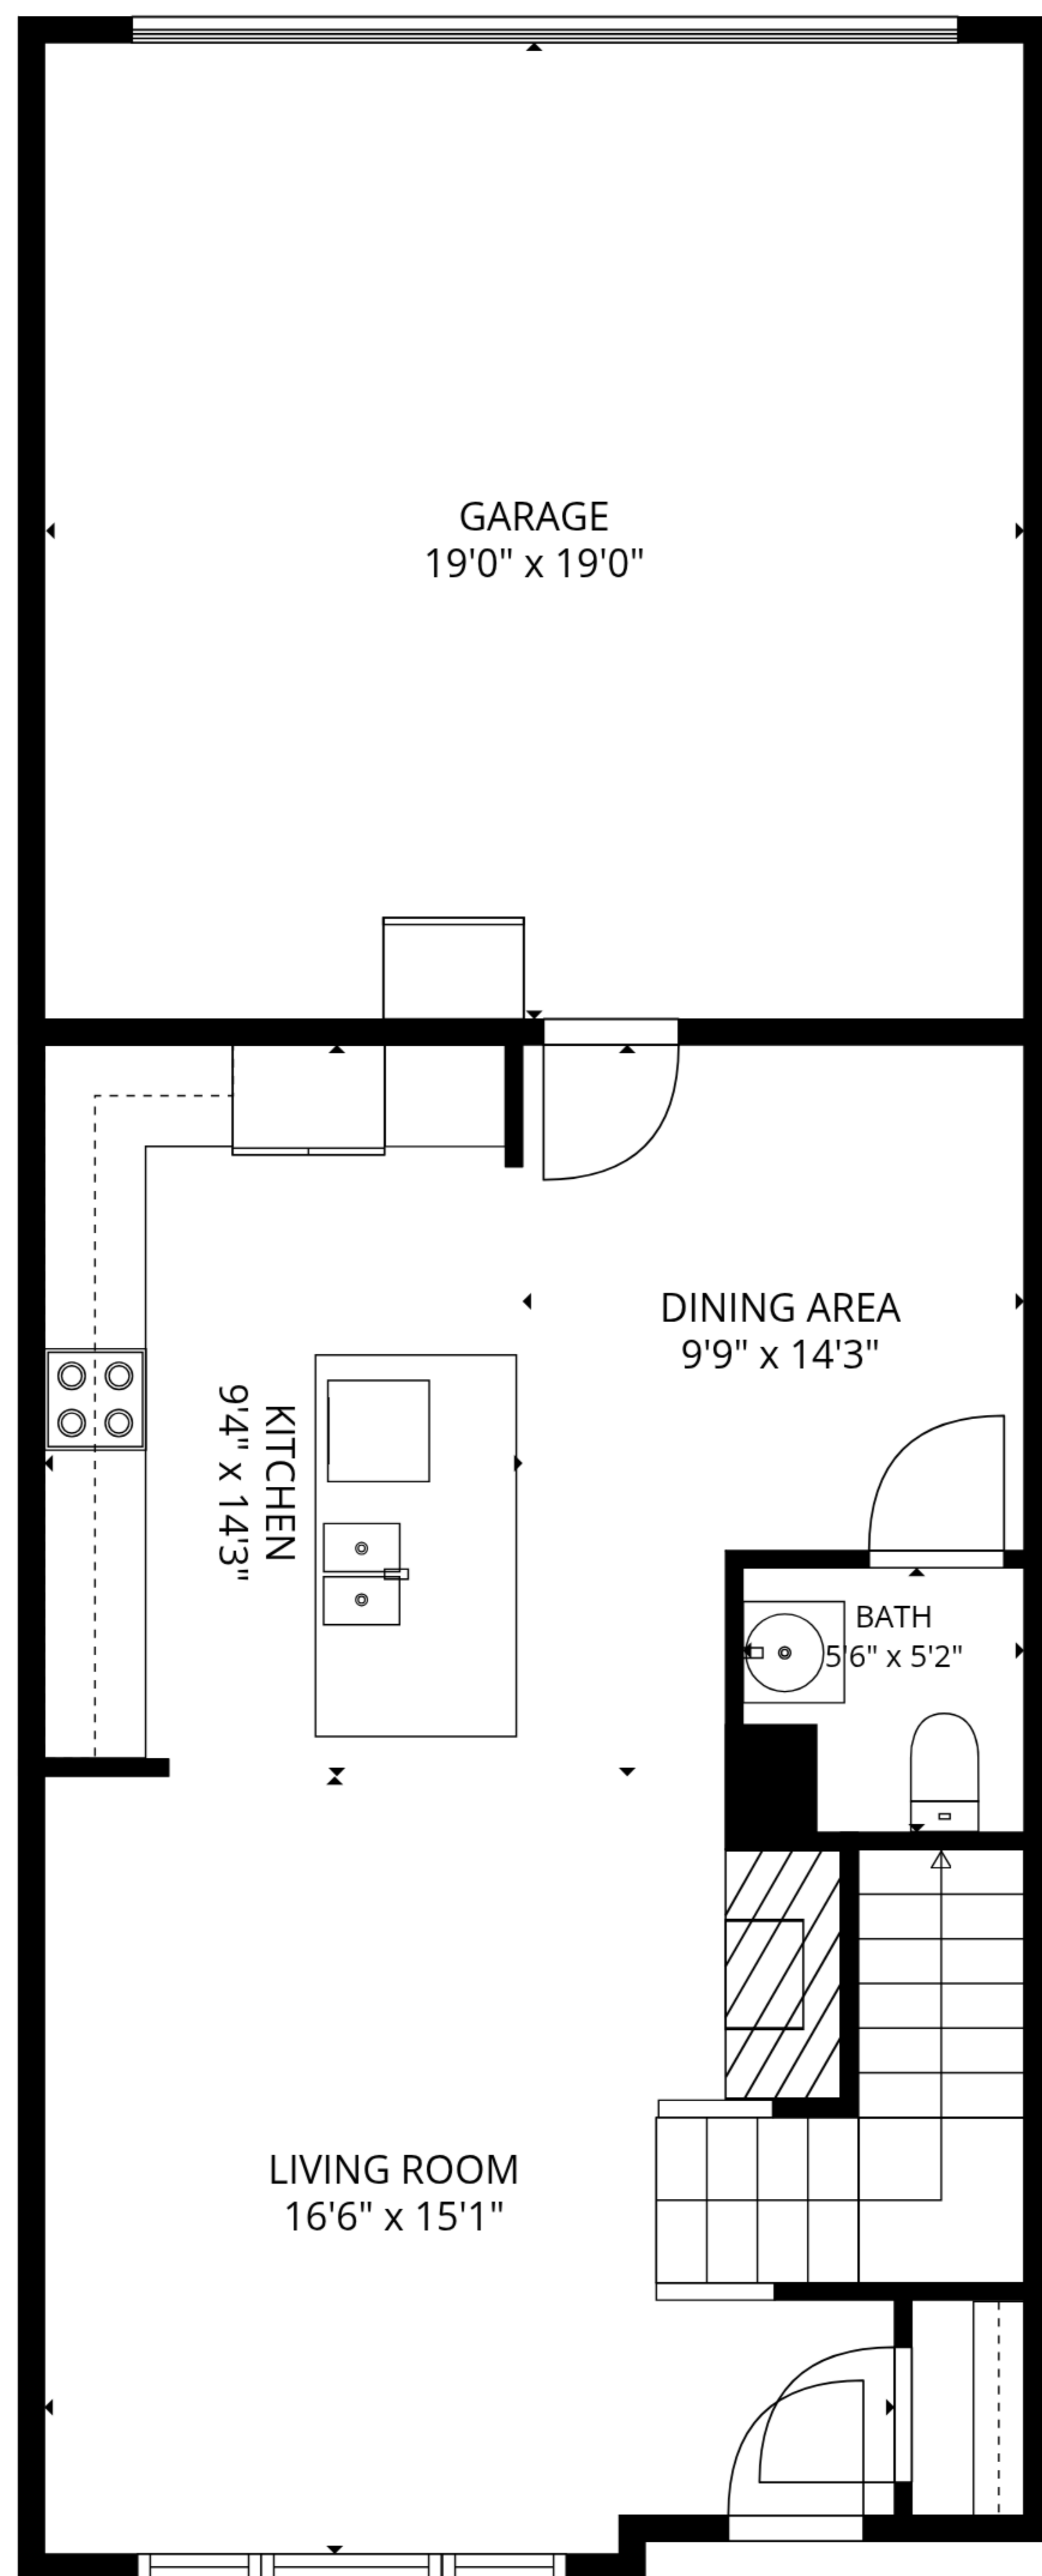 GARAGE
19'0" x 19'0"
DINING AREA
9'9" x 14'3"
KITCHEN
9'4" x 14'3"
BATH
5'6" x 5'2"
LIVING ROOM
16'6" x 15'1"